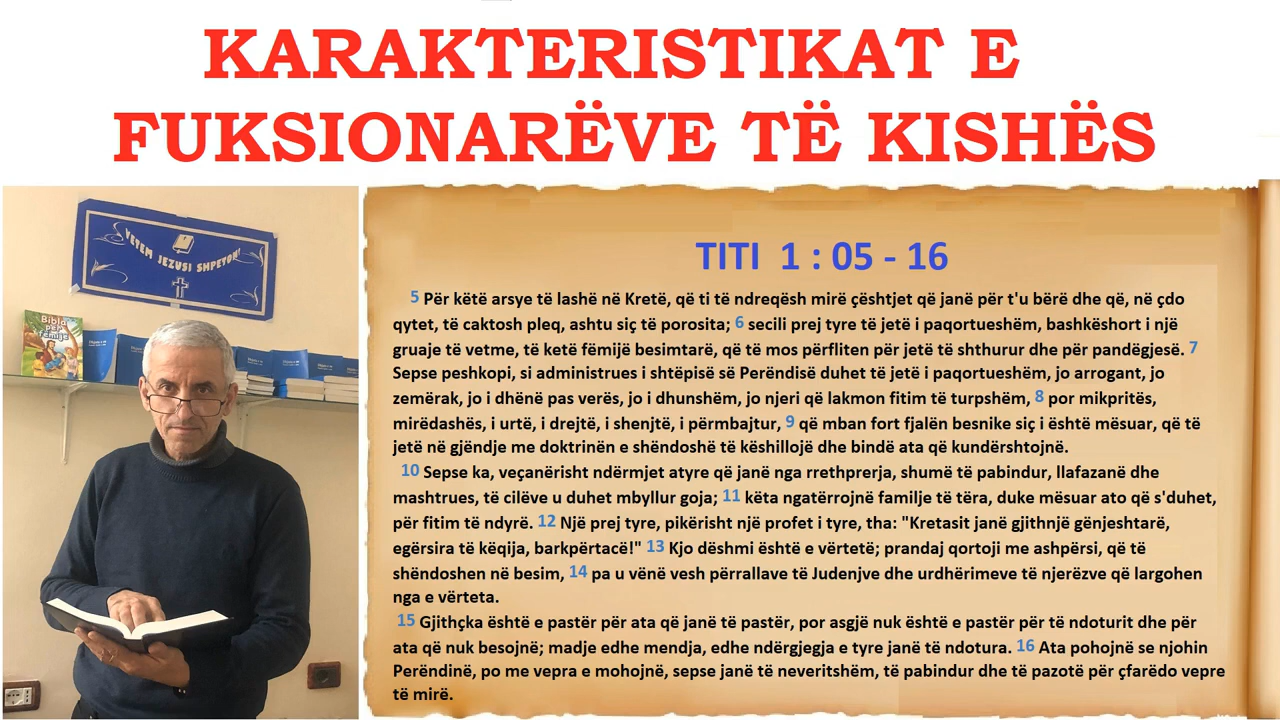 KARAKTERISTIKAT E
FUKSIONARËVE TË KISHËS
VETEM JEZUSI SHPETON!
Bibla
për
fëmijë
TITI 1 : 05 - 16
5 Për këtë arsye të lashë në Kretë, që ti të ndreqësh mirë çështjet që janë për t'u bërë dhe që, në çdo
qytet, të caktosh pleq, ashtu siç të porosita; 6 secili prej tyre të jetë i paqortueshëm, bashkëshort i një
gruaje të vetme, të ketë fëmijë besimtarë, që të mos përfliten për jetë të shthurur dhe për pandëgjesë. 7
Sepse peshkopi, si administrues i shtëpisë së Perëndisë duhet të jetë i paqortueshëm, jo arrogant, jo
zemërak, jo i dhënë pas verës, jo i dhunshëm, jo njeri që lakmon fitim të turpshëm, 8 por mikpritës,
mirëdashës, i urtë, i drejtë, i shenjtë, i përmbajtur, 9 që mban fort fjalën besnike siç i është mësuar, që të
jetë në gjëndje me doktrinën e shëndoshë të këshillojë dhe bindë ata që kundërshtojnë.
10 Sepse ka, veçanërisht ndërmjet atyre që janë nga rrethprerja, shumë të pabindur, llafazanë dhe
mashtrues, të cilëve u duhet mbyllur goja; 11 këta ngatërrojnë familje të tëra, duke mësuar ato që s'duhet,
për fitim të ndyrë. 12 Një prej tyre, pikërisht një profet i tyre, tha: "Kretasit janë gjithnjë gënjeshtarë,
egërsira të këqija, barkpërtacë!" 13 Kjo dëshmi është e vërtetë; prandaj qortoji me ashpërsi, që të
shëndoshen në besim, 14 pa u vënë vesh përrallave të Judenjve dhe urdhërimeve të njerëzve që largohen
nga e vërteta.
15 Gjithçka është e pastër për ata që janë të pastër, por asgjë nuk është e pastër për të ndoturit dhe për
ata që nuk besojnë; madje edhe mendja, edhe ndërgjegja e tyre janë të ndotura. 16 Ata pohojnë se njohin
Perëndinë, po me vepra e mohojnë, sepse janë të neveritshëm, të pabindur dhe të pazotë për çfarëdo vepre
të mirë.